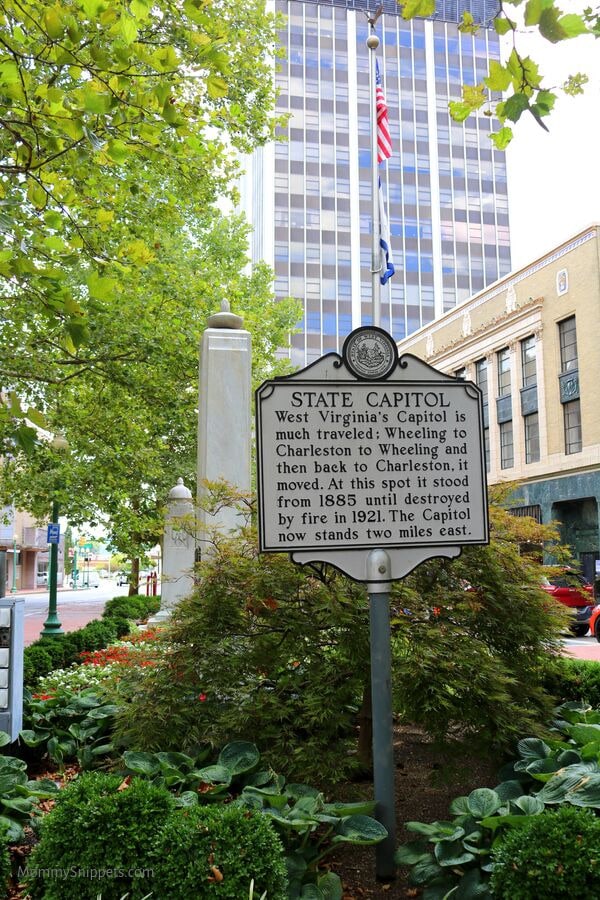 STATE CAPITOL
West Virginia's Capitol is
much traveled; Wheeling to
Charleston to Wheeling and
then back to Charleston, it
moved. At this spot it stood
from 1885 until destroyed
by fire in 1921. The Capitol
now stands two miles east.
MommySnippets.com